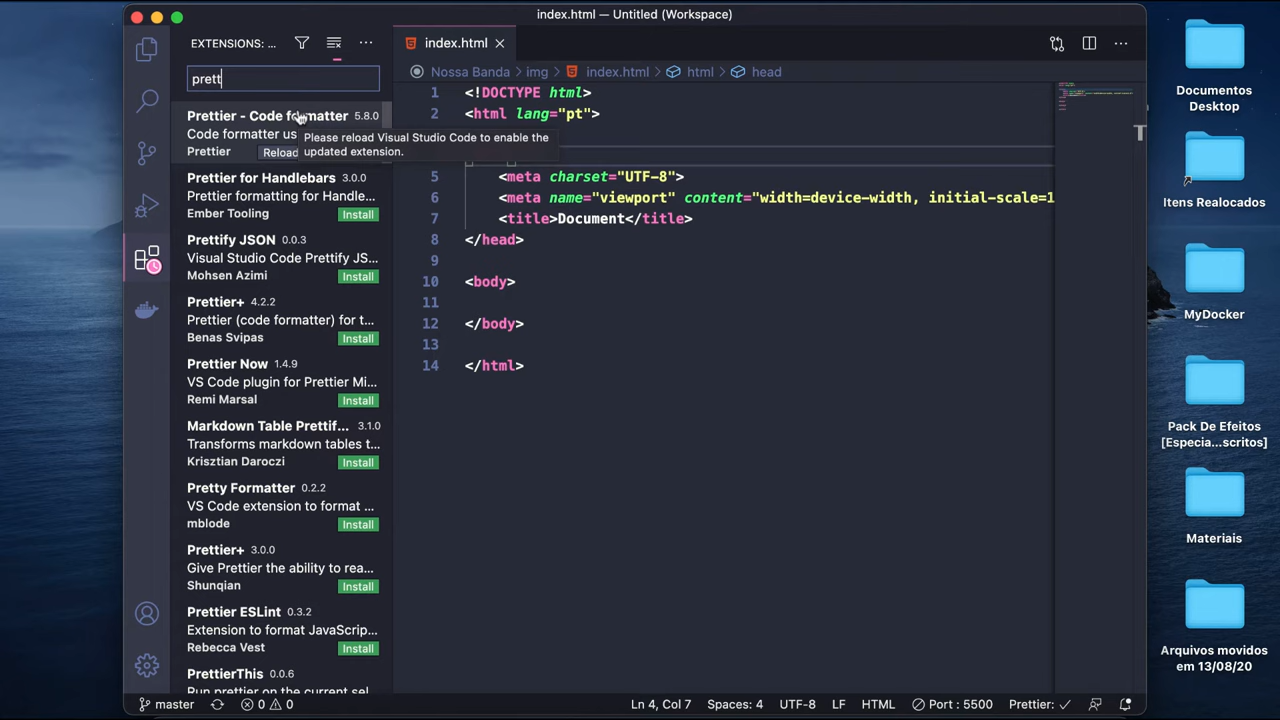 index.html — Untitled (Workspace)
EXTENSIONS: ...
prett
Prettier - Code formatter 5.8.0
Code formatter us
Prettier Reload
Please reload Visual Studio Code to enable the
updated extension.
Prettier for Handlebars 3.0.0
Prettier formatting for Handle...
Ember Tooling Install
Prettify JSON 0.0.3
Visual Studio Code Prettify JS...
Mohsen Azimi Install
Prettier+ 4.2.2
Prettier (code formatter) for t...
Benas Svipas Install
Prettier Now 1.4.9
VS Code plugin for Prettier Mi...
Remi Marsal Install
Markdown Table Prettif... 3.1.0
Transforms markdown tables t...
Krisztian Daroczi Install
Pretty Formatter 0.2.2
VS Code extension to format ...
mblode Install
Prettier+ 3.0.0
Give Prettier the ability to rea...
Shunqian Install
Prettier ESLint 0.3.2
Extension to format JavaScrip...
Rebecca Vest Install
PrettierThis 0.0.6
Run prettier on the current sel
index.html
Nossa Banda › img › index.html › html › head
1 <!DOCTYPE html>
2 <html lang="pt">
5 <meta charset="UTF-8">
6 <meta name="viewport" content="width=device-width, initial-scale=1
7 <title>Document</title>
8 </head>
9
10 <body>
11
12 </body>
13
14 </html>
master 0 0 Ln 4, Col 7 Spaces: 4 UTF-8 LF HTML Port : 5500 Prettier: ✓
Documentos
Desktop
Itens Realocados
MyDocker
Pack De Efeitos
[Especia...scritos]
Materiais
Arquivos movidos
em 13/08/20